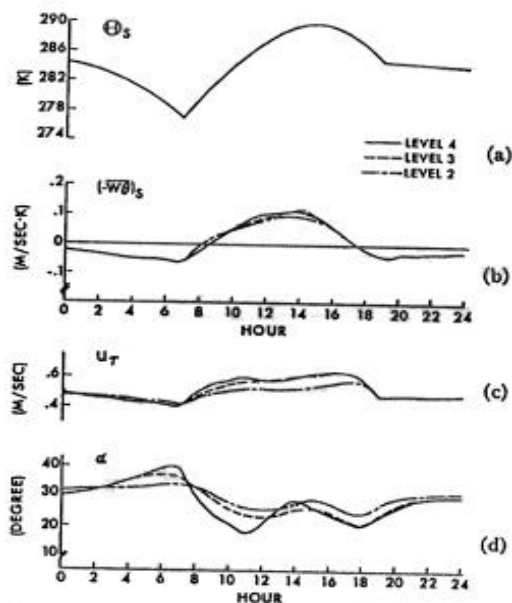 Θs
290
286
282
278
274
[K]
LEVEL 4
LEVEL 3
LEVEL 2
(a)
(-wθ)s
.1
0
-.1
(M/SEC·K)
(b)
0 2 4 6 8 10 12 14 16 18 20 22 24
HOUR
uτ
.6
.4
(M/SEC)
(c)
α
40
30
20
10
(DEGREE)
(d)
0 2 4 6 8 10 12 14 16 18 20 22 24
HOUR